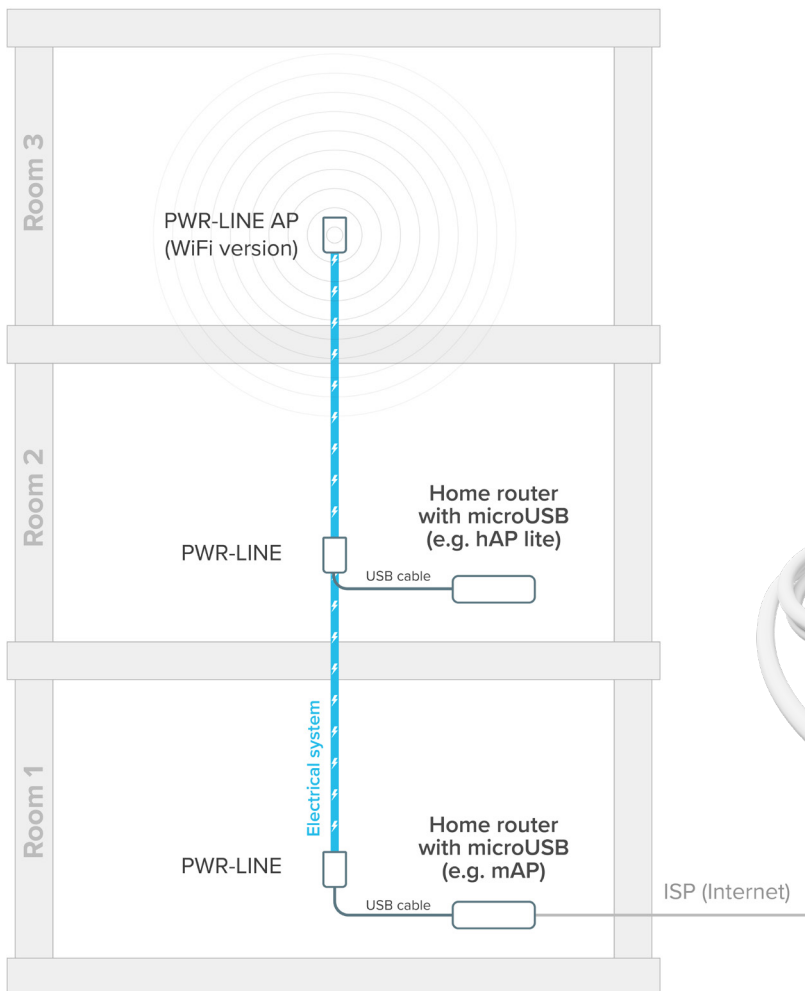 Room 3
PWR-LINE AP
(WiFi version)
Room 2
Home router
with microUSB
(e.g. hAP lite)
PWR-LINE
USB cable
Room 1
Electrical system
Home router
with microUSB
(e.g. mAP)
PWR-LINE
USB cable
ISP (Internet)